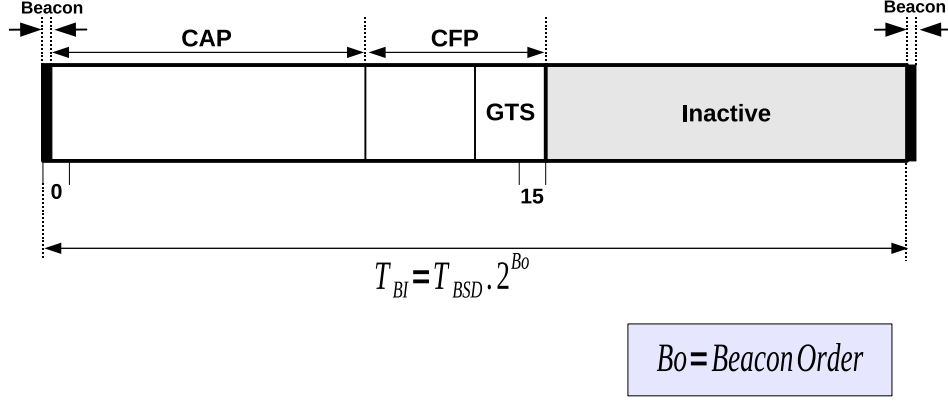 Beacon
Beacon
CAP
CFP
GTS
Inactive
0
15
T_BI = T_BSD . 2^Bo
Bo = Beacon Order